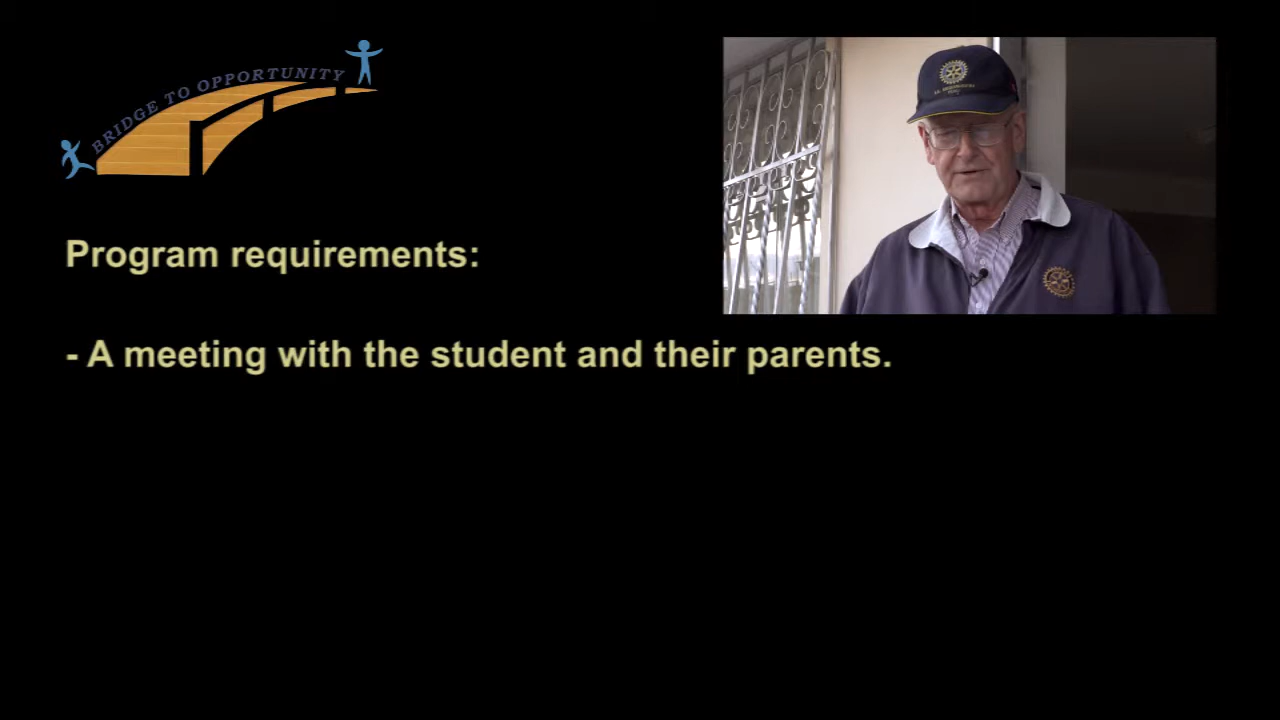 BRIDGE TO OPPORTUNITY
Program requirements:
- A meeting with the student and their parents.